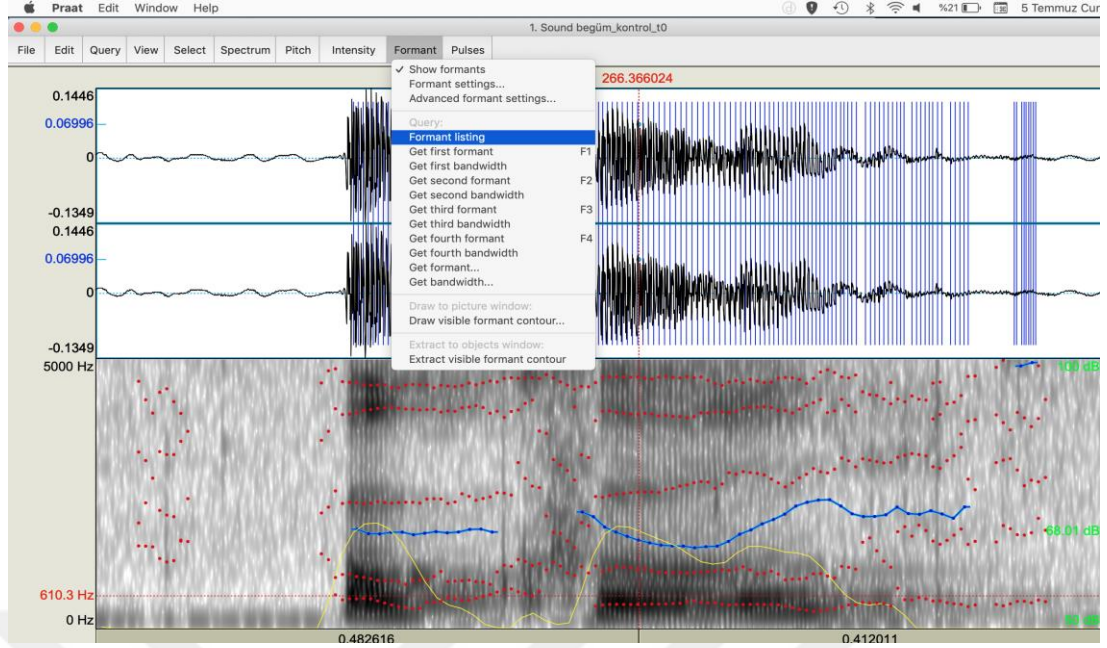 Praat Edit Window Help %21 5 Temmuz Cum
1. Sound begüm_kontrol_t0
File Edit Query View Select Spectrum Pitch Intensity Formant Pulses
✓ Show formants
Formant settings...
Advanced formant settings...
Query:
Formant listing
Get first formant F1
Get first bandwidth
Get second formant F2
Get second bandwidth
Get third formant F3
Get third bandwidth
Get fourth formant F4
Get fourth bandwidth
Get formant...
Get bandwidth...
Draw to picture window:
Draw visible formant contour...
Extract to objects window:
Extract visible formant contour
266.366024
0.1446
0.06996
0
-0.1349
0.1446
0.06996
0
-0.1349
5000 Hz 100 dB
68.01 dB
610.3 Hz
0 Hz
0.482616 0.412011